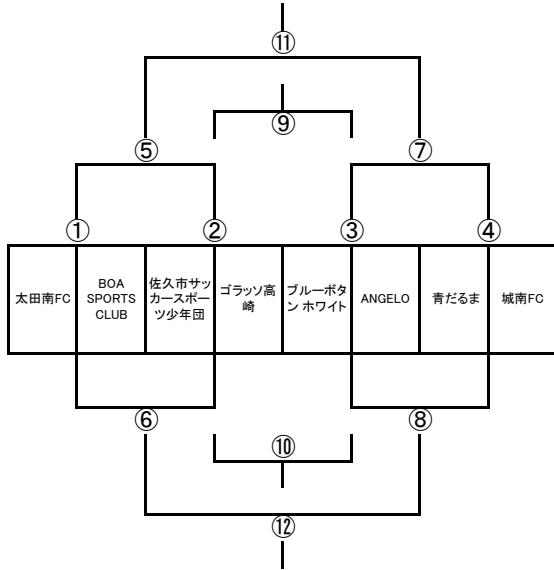 ⑪
⑨
⑤ ⑦
① ② ③ ④
太田南FC
BOA
SPORTS
CLUB
佐久市サッ
カースポー
ツ少年団
ゴラッソ高
崎
ブルーボタ
ン ホワイト
ANGELO
青だるま
城南FC
⑥ ⑧
⑩
⑫